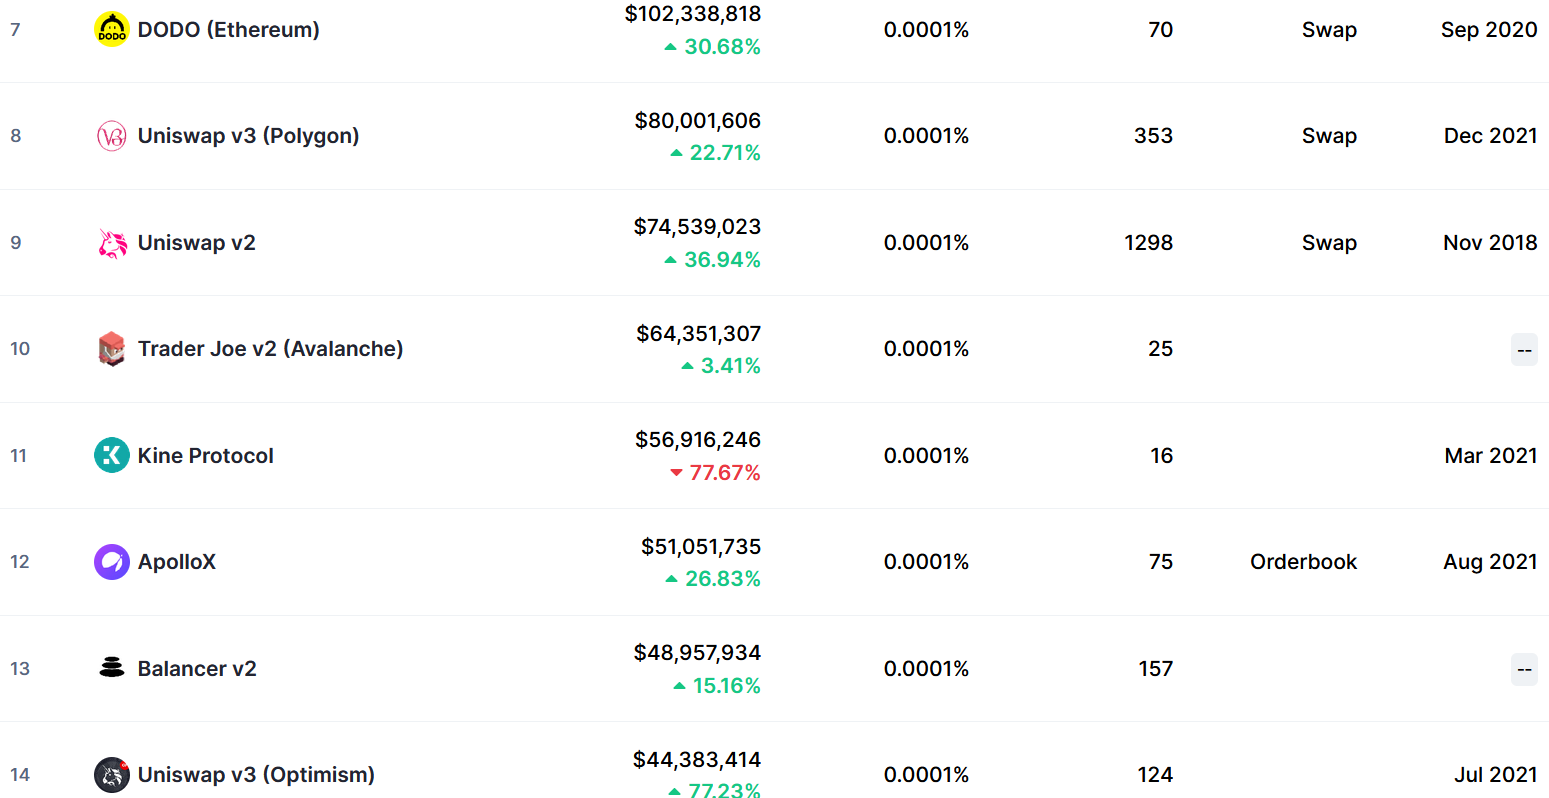 7 DODO (Ethereum) $102,338,818 0.0001% 70 Swap Sep 2020
30.68%
8 Uniswap v3 (Polygon) $80,001,606 0.0001% 353 Swap Dec 2021
22.71%
9 Uniswap v2 $74,539,023 0.0001% 1298 Swap Nov 2018
36.94%
10 Trader Joe v2 (Avalanche) $64,351,307 0.0001% 25 --
3.41%
11 Kine Protocol $56,916,246 0.0001% 16 Mar 2021
77.67%
12 ApolloX $51,051,735 0.0001% 75 Orderbook Aug 2021
26.83%
13 Balancer v2 $48,957,934 0.0001% 157 --
15.16%
14 Uniswap v3 (Optimism) $44,383,414 0.0001% 124 Jul 2021
77.23%